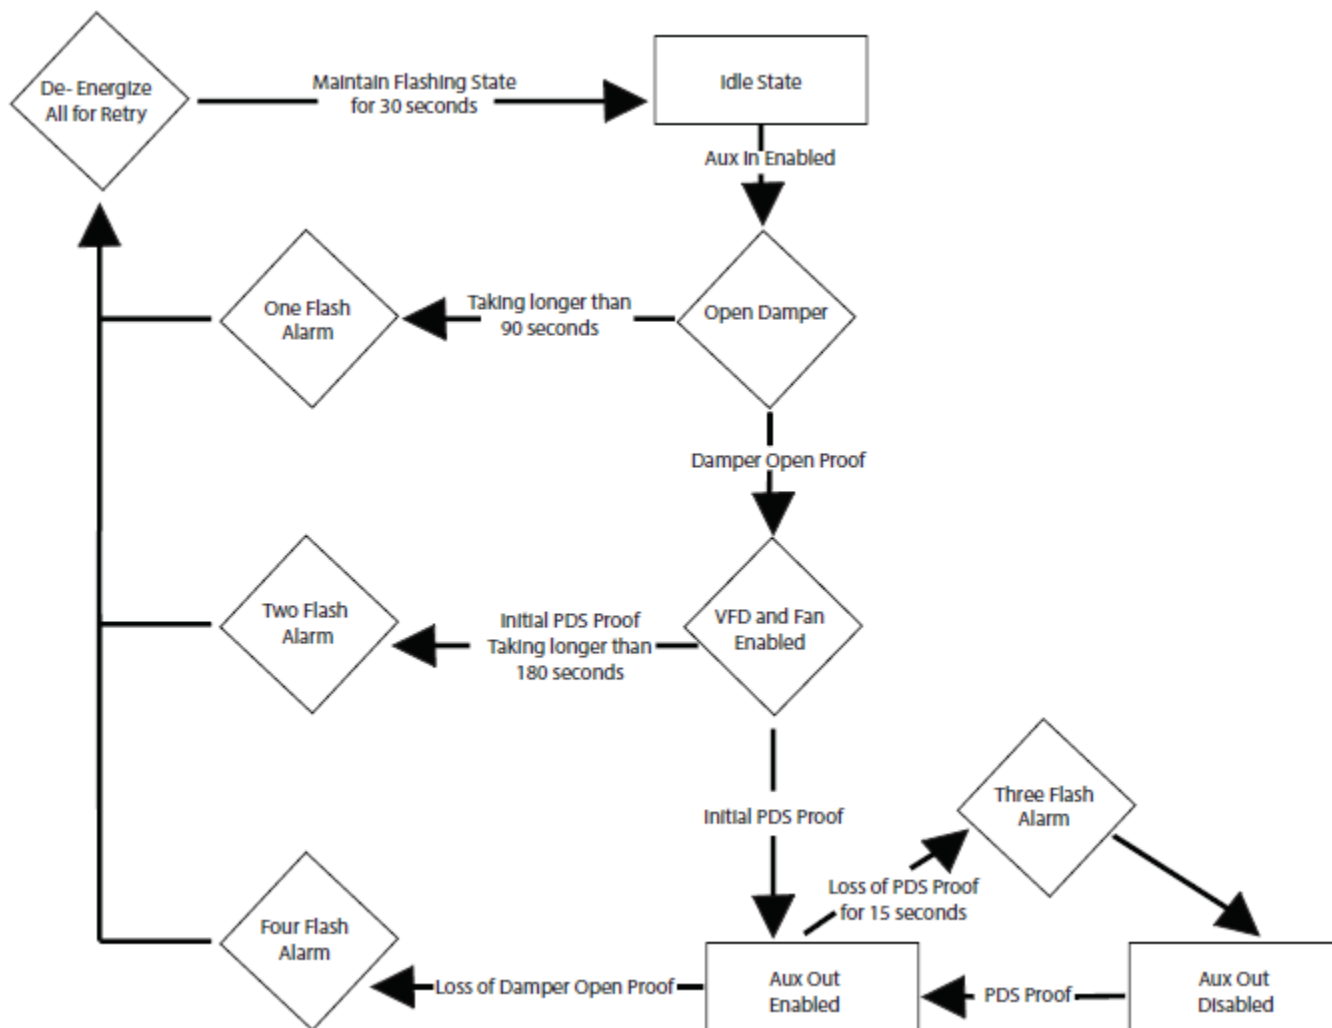 De- Energize
All for Retry
Maintain Flashing State
for 30 seconds
Idle State
Aux In Enabled
One Flash
Alarm
Taking longer than
90 seconds
Open Damper
Damper Open Proof
Two Flash
Alarm
Initial PDS Proof
Taking longer than
180 seconds
VFD and Fan
Enabled
Initial PDS Proof
Three Flash
Alarm
Loss of PDS Proof
for 15 seconds
Four Flash
Alarm
Loss of Damper Open Proof
Aux Out
Enabled
PDS Proof
Aux Out
Disabled